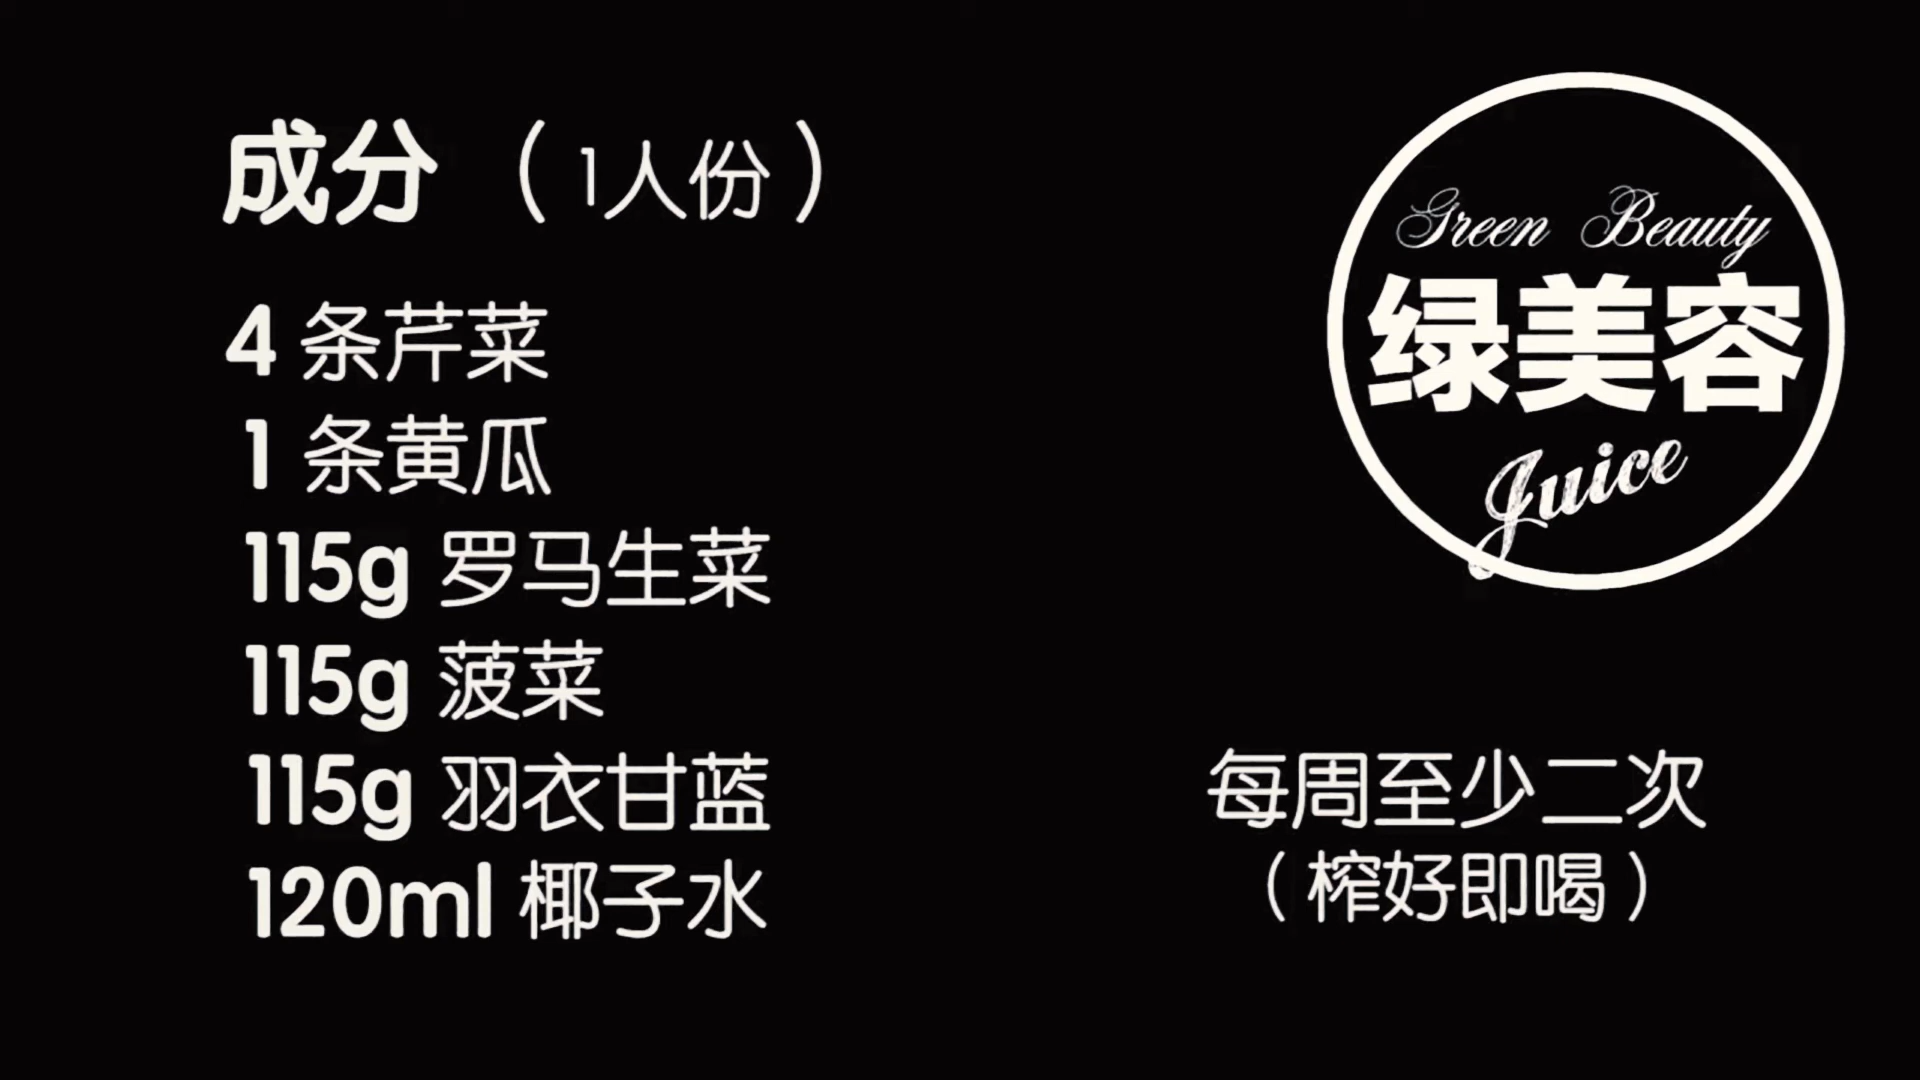 成分（1人份）
4 条芹菜
1 条黄瓜
115g 罗马生菜
115g 菠菜
115g 羽衣甘蓝
120ml 椰子水
Green Beauty
绿美容
Juice
每周至少二次
（榨好即喝）